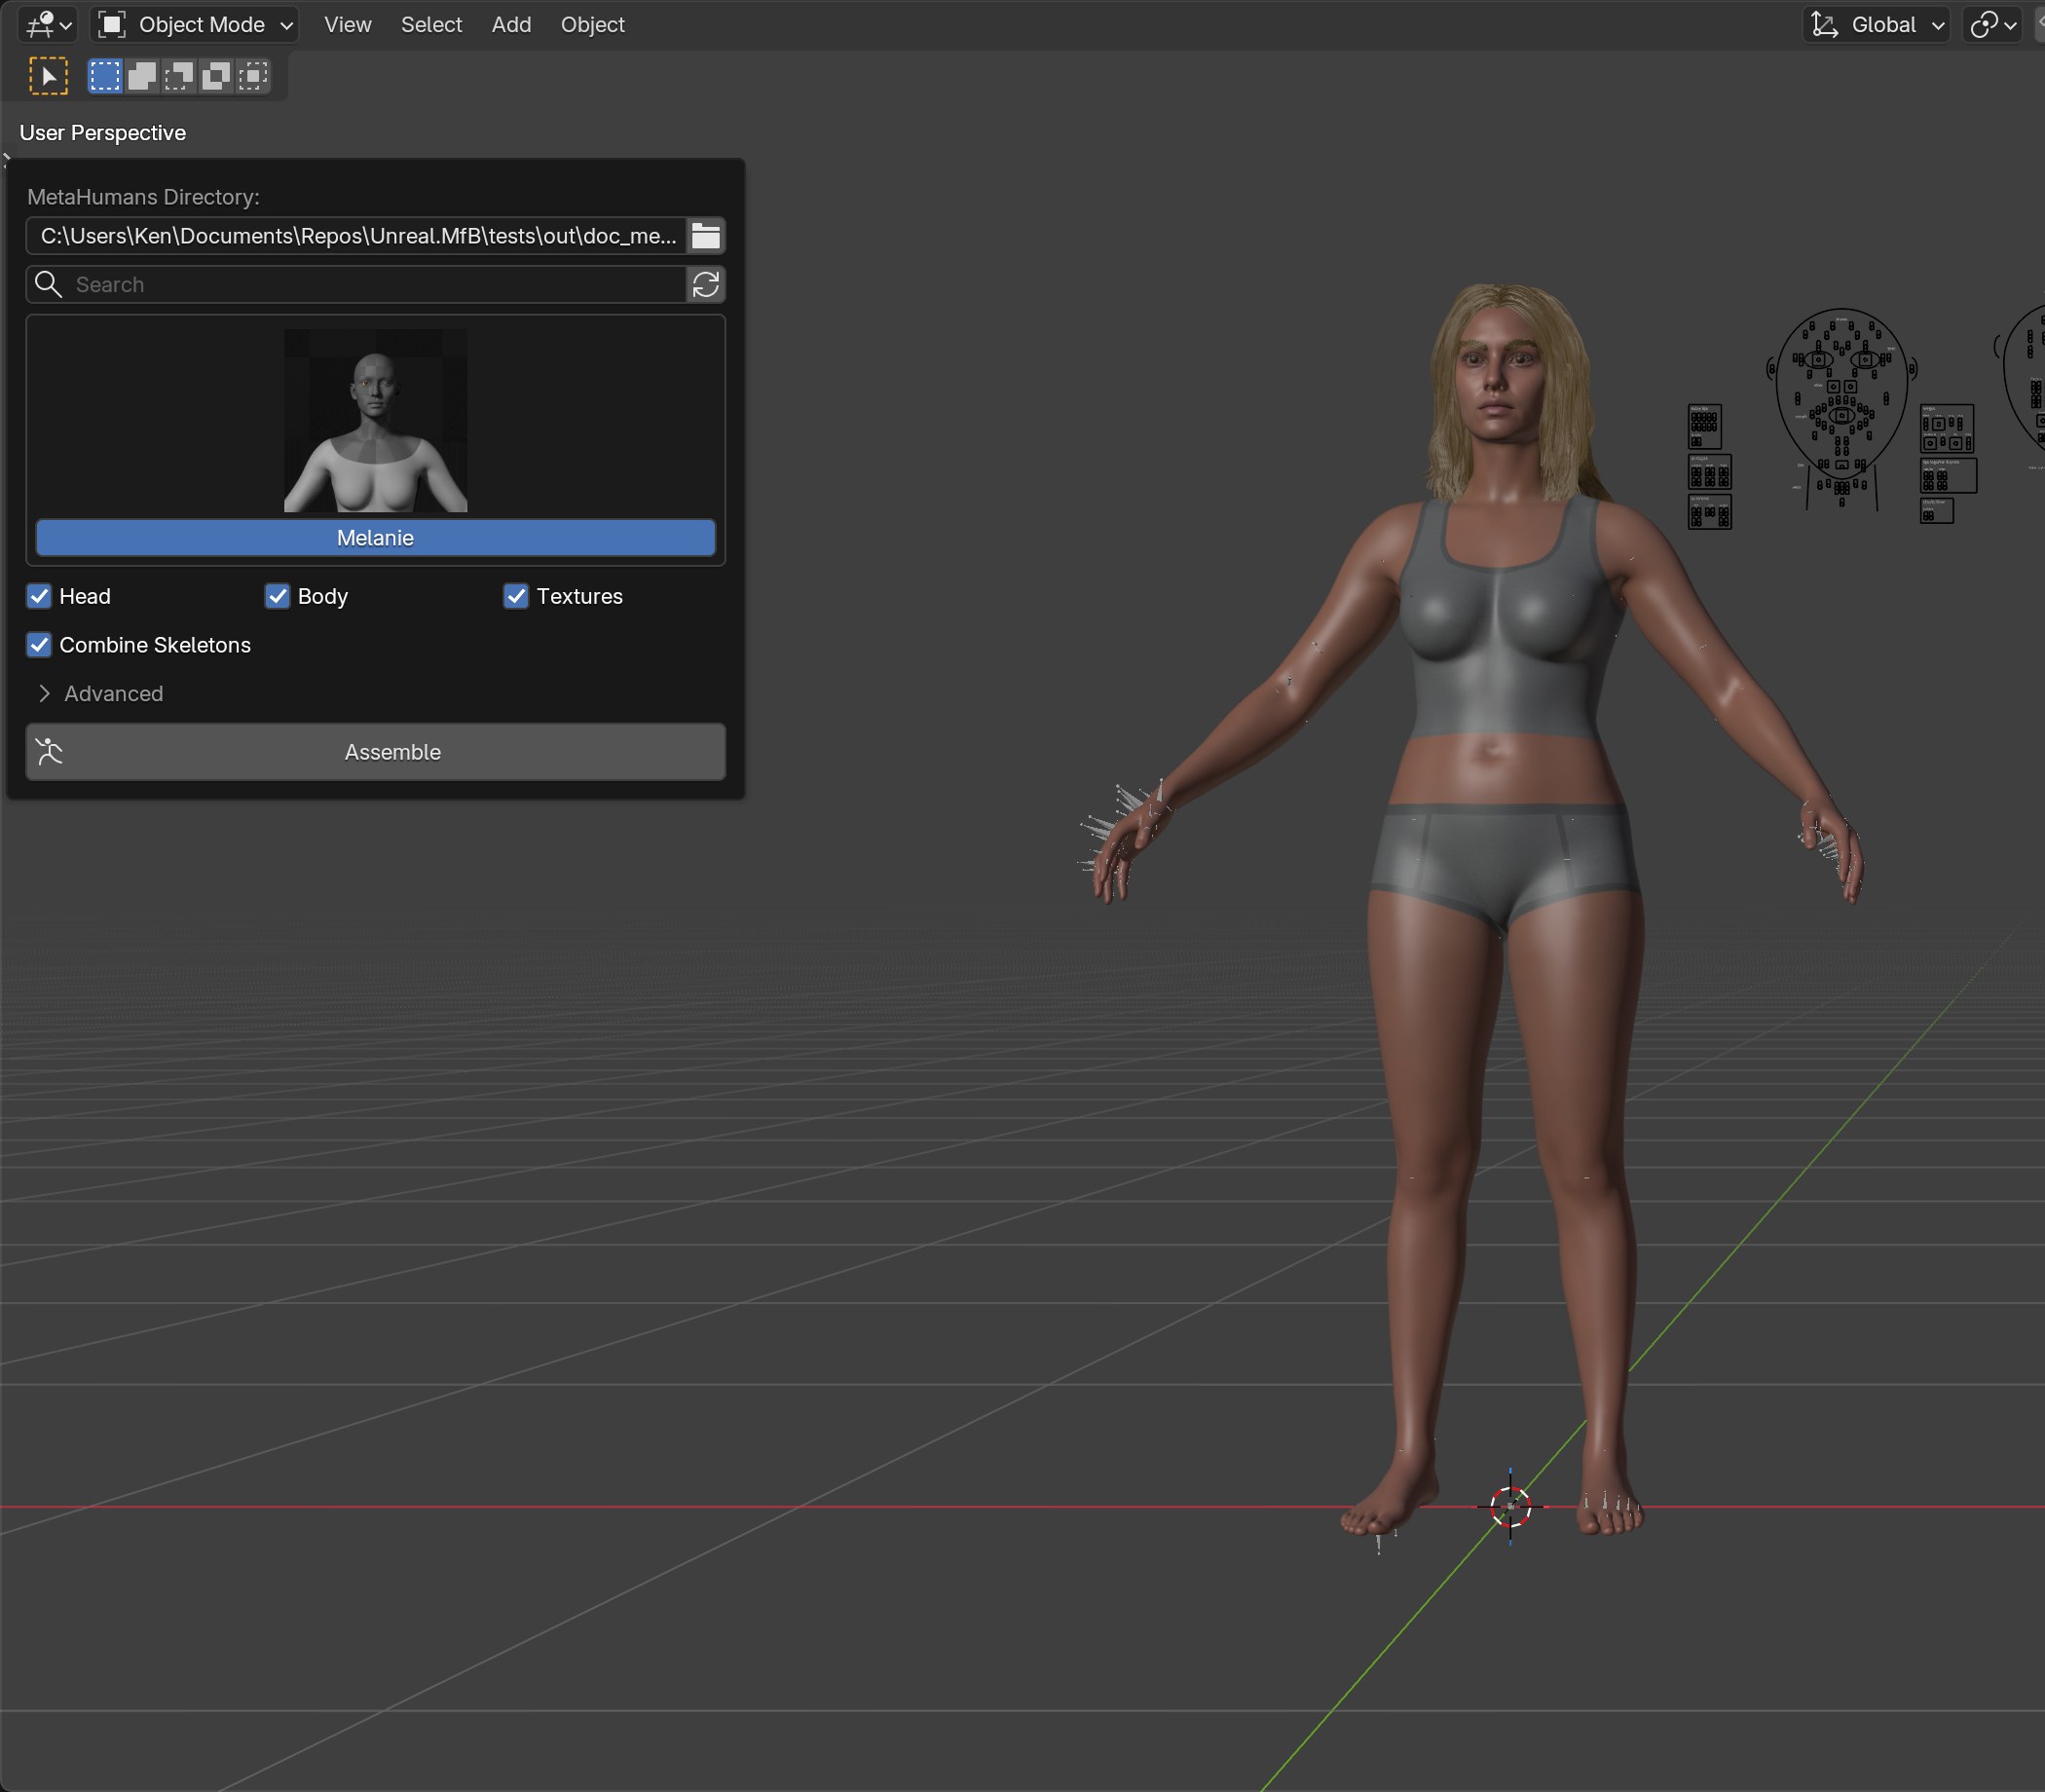 Object Mode
View
Select
Add
Object
Global
User Perspective
MetaHumans Directory:
C:\Users\Ken\Documents\Repos\Unreal.MfB\tests\out\doc_me...
Search
Melanie
Head
Body
Textures
Combine Skeletons
Advanced
Assemble